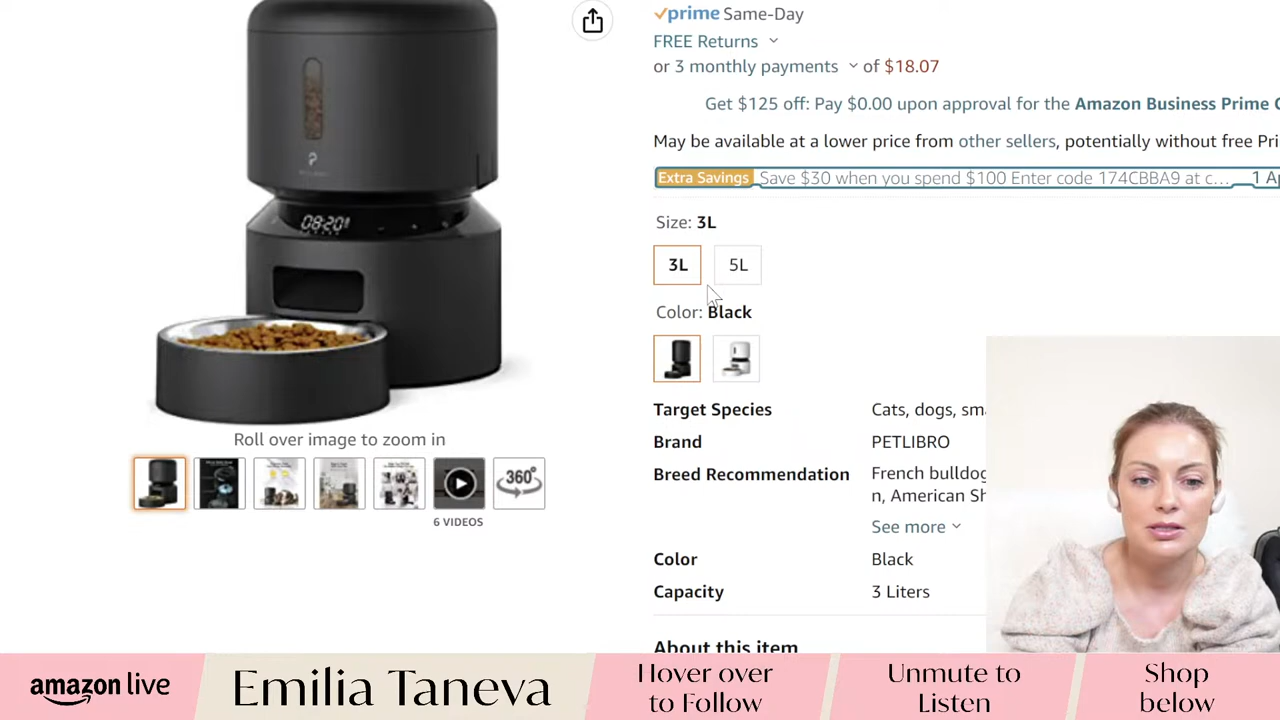 prime Same-Day
FREE Returns
or 3 monthly payments of $18.07
Get $125 off: Pay $0.00 upon approval for the Amazon Business Prime
May be available at a lower price from other sellers, potentially without free Pri
Extra Savings Save $30 when you spend $100 Enter code 174CBBA9 at c... 1 Ap
Size: 3L
3L 5L
Color: Black
08:20
Roll over image to zoom in
360°
6 VIDEOS
Target Species Cats, dogs, sm
Brand PETLIBRO
Breed Recommendation French bulldog
n, American Sh
See more
Color Black
Capacity 3 Liters
About this item
amazon live
Emilia Taneva
Hover over
to Follow
Unmute to
Listen
Shop
below